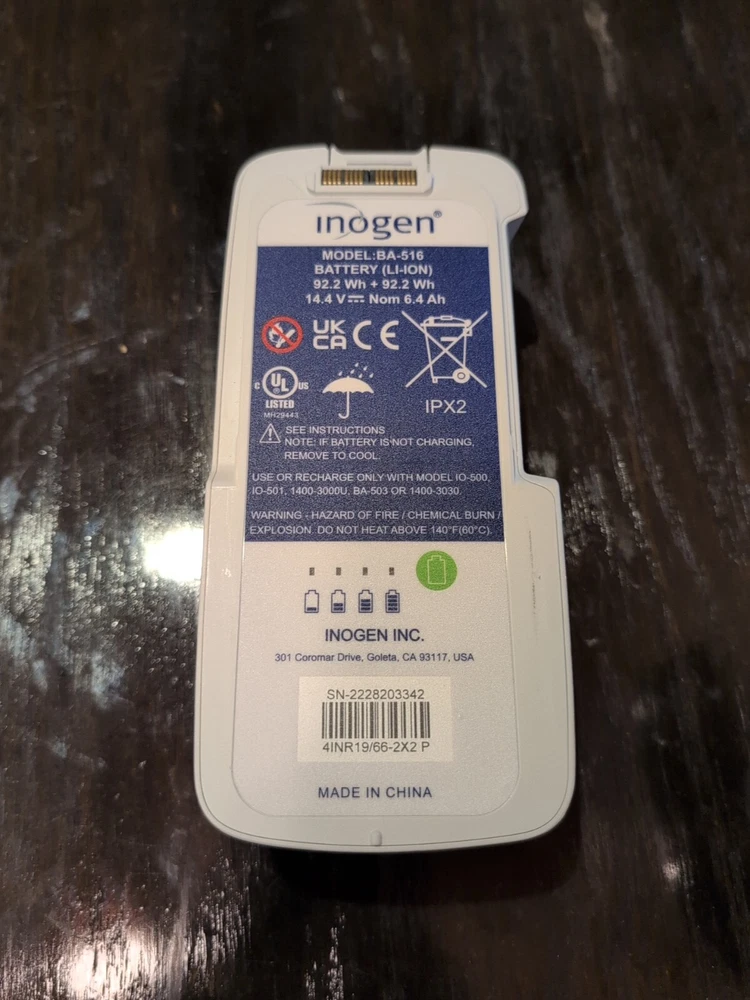 inogen®
MODEL:BA-516
BATTERY (LI-ION)
92.2 Wh + 92.2 Wh
14.4 V⎓ Nom 6.4 Ah
UK
CA CE
C UL® US
LISTED
MH29443
IPX2
SEE INSTRUCTIONS
NOTE: IF BATTERY IS NOT CHARGING,
REMOVE TO COOL.
USE OR RECHARGE ONLY WITH MODEL IO-500,
IO-501, 1400-3000U, BA-503 OR 1400-3030.
WARNING - HAZARD OF FIRE / CHEMICAL BURN /
EXPLOSION. DO NOT HEAT ABOVE 140°F(60°C).
INOGEN INC.
301 Coromar Drive, Goleta, CA 93117, USA
SN-2228203342
4INR19/66-2X2 P
MADE IN CHINA